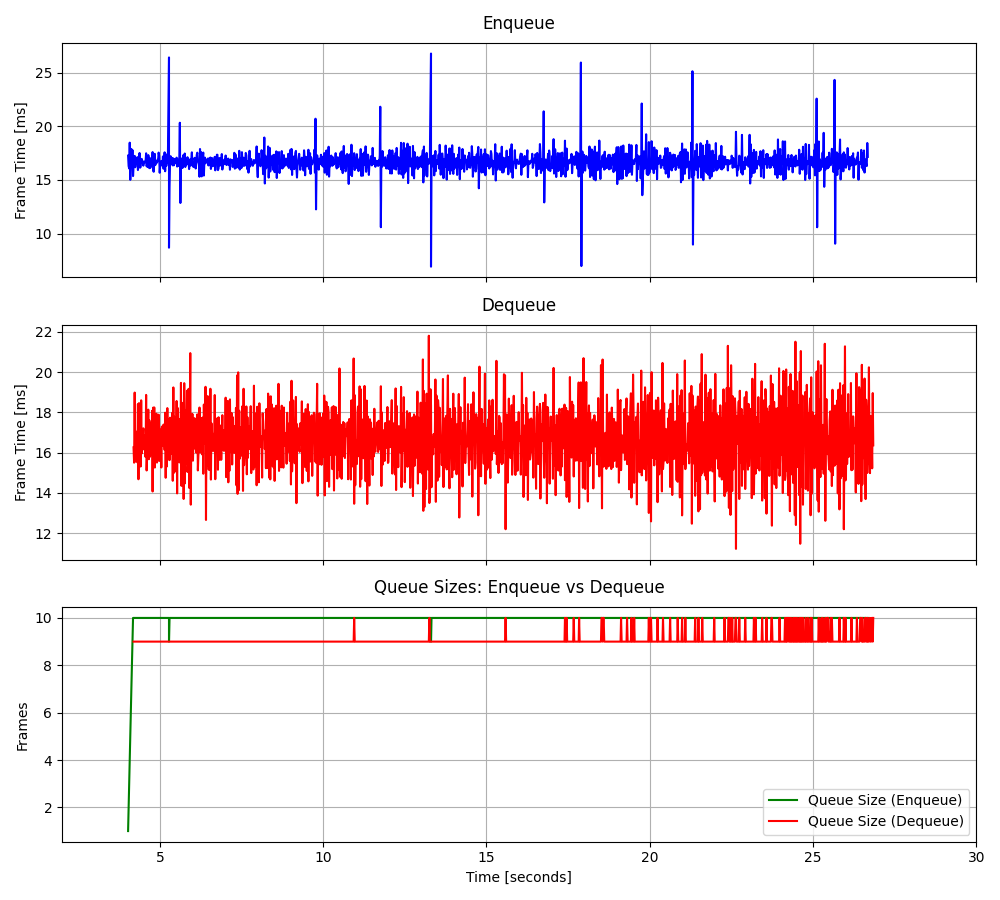 Enqueue
Frame Time [ms]
25
20
15
10
Dequeue
Frame Time [ms]
22
20
18
16
14
12
Queue Sizes: Enqueue vs Dequeue
Frames
10
8
6
4
2
Queue Size (Enqueue)
Queue Size (Dequeue)
5 10 15 20 25 30
Time [seconds]